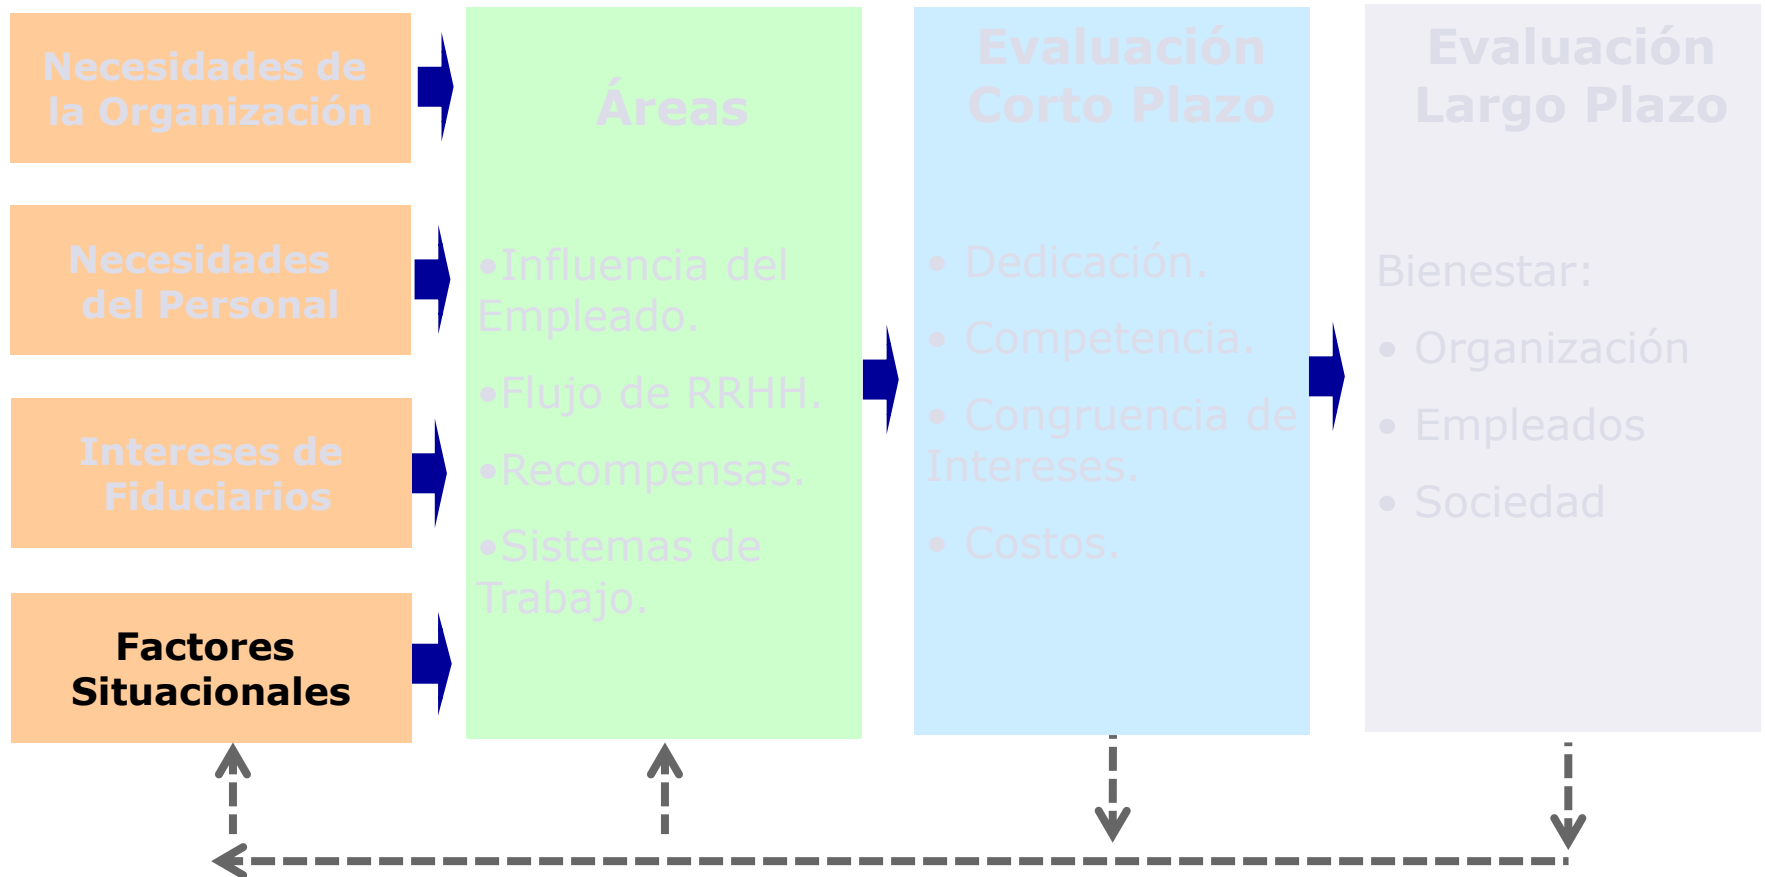 Necesidades de
la Organización
Necesidades
del Personal
Intereses de
Fiduciarios
Factores
Situacionales
Áreas
•Influencia del
Empleado.
•Flujo de RRHH.
•Recompensas.
•Sistemas de
Trabajo.
Evaluación
Corto Plazo
• Dedicación.
• Competencia.
• Congruencia de
Intereses.
• Costos.
Evaluación
Largo Plazo
Bienestar:
• Organización
• Empleados
• Sociedad